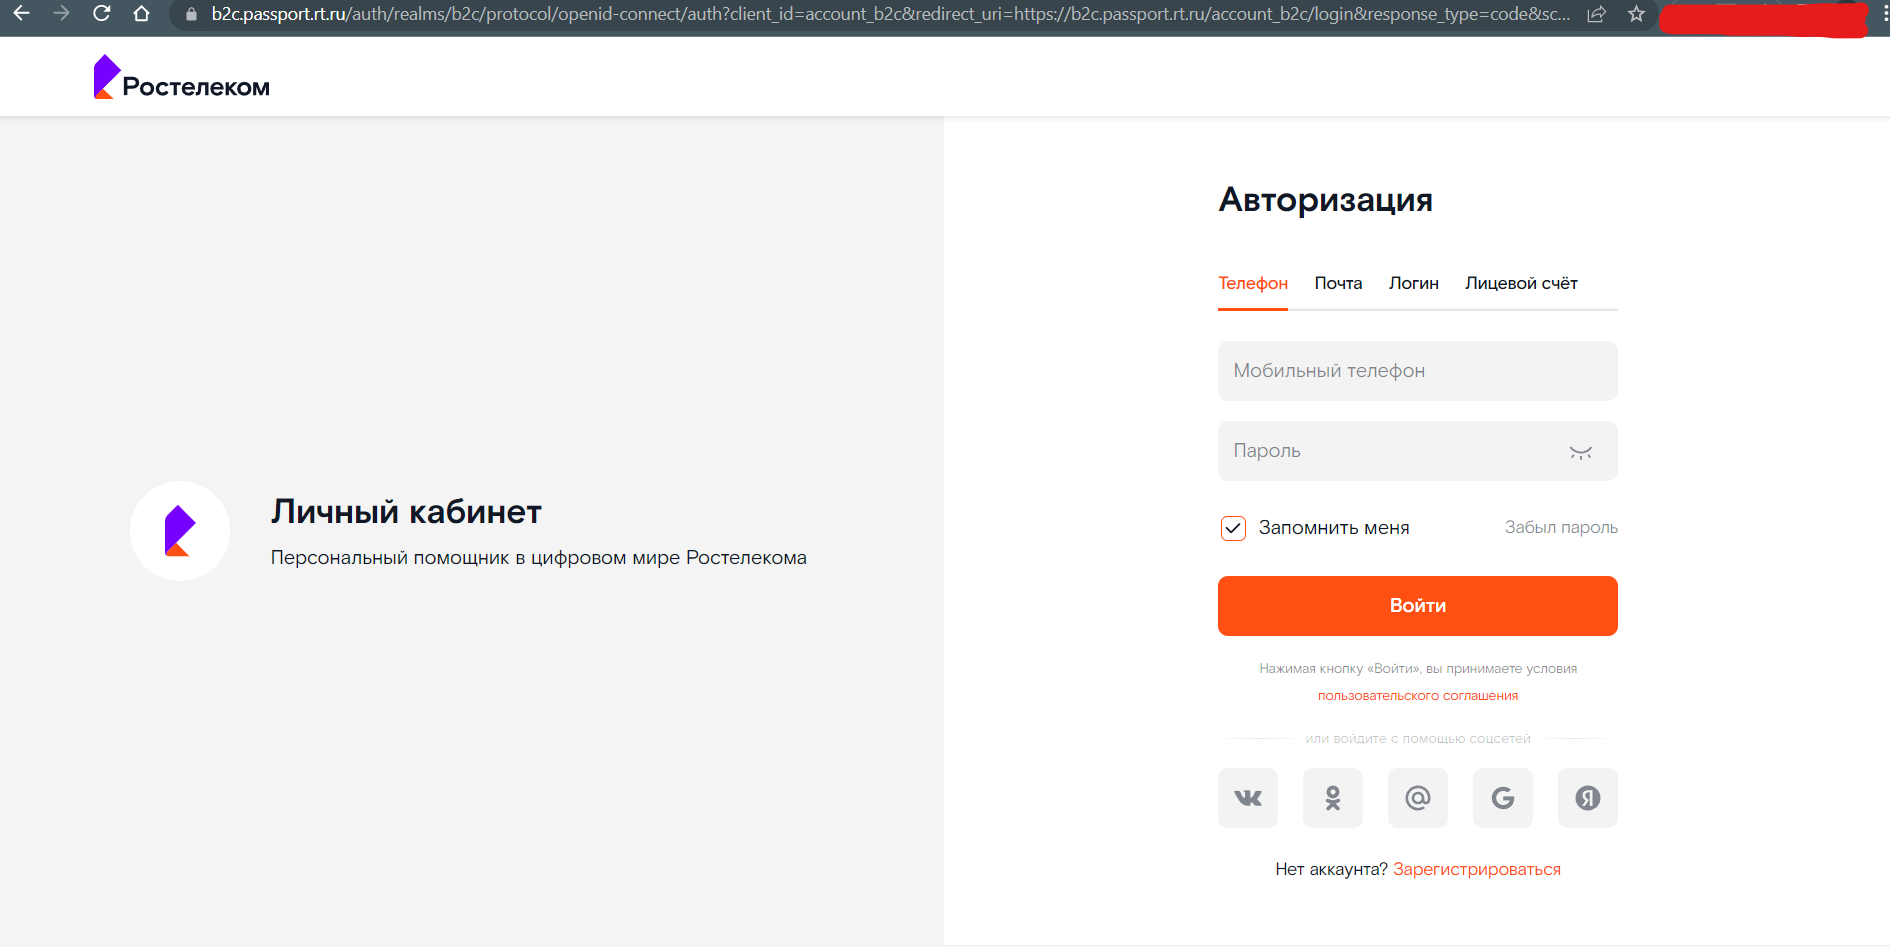 b2c.passport.rt.ru/auth/realms/b2c/protocol/openid-connect/auth?client_id=account_b2c&redirect_uri=https://b2c.passport.rt.ru/account_b2c/login&response_type=code&sc...
Ростелеком
Авторизация
Телефон Почта Логин Лицевой счёт
Мобильный телефон
Пароль
Запомнить меня Забыл пароль
Войти
Нажимая кнопку «Войти», вы принимаете условия
пользовательского соглашения
или войдите с помощью соцсетей
Нет аккаунта? Зарегистрироваться
Личный кабинет
Персональный помощник в цифровом мире Ростелекома